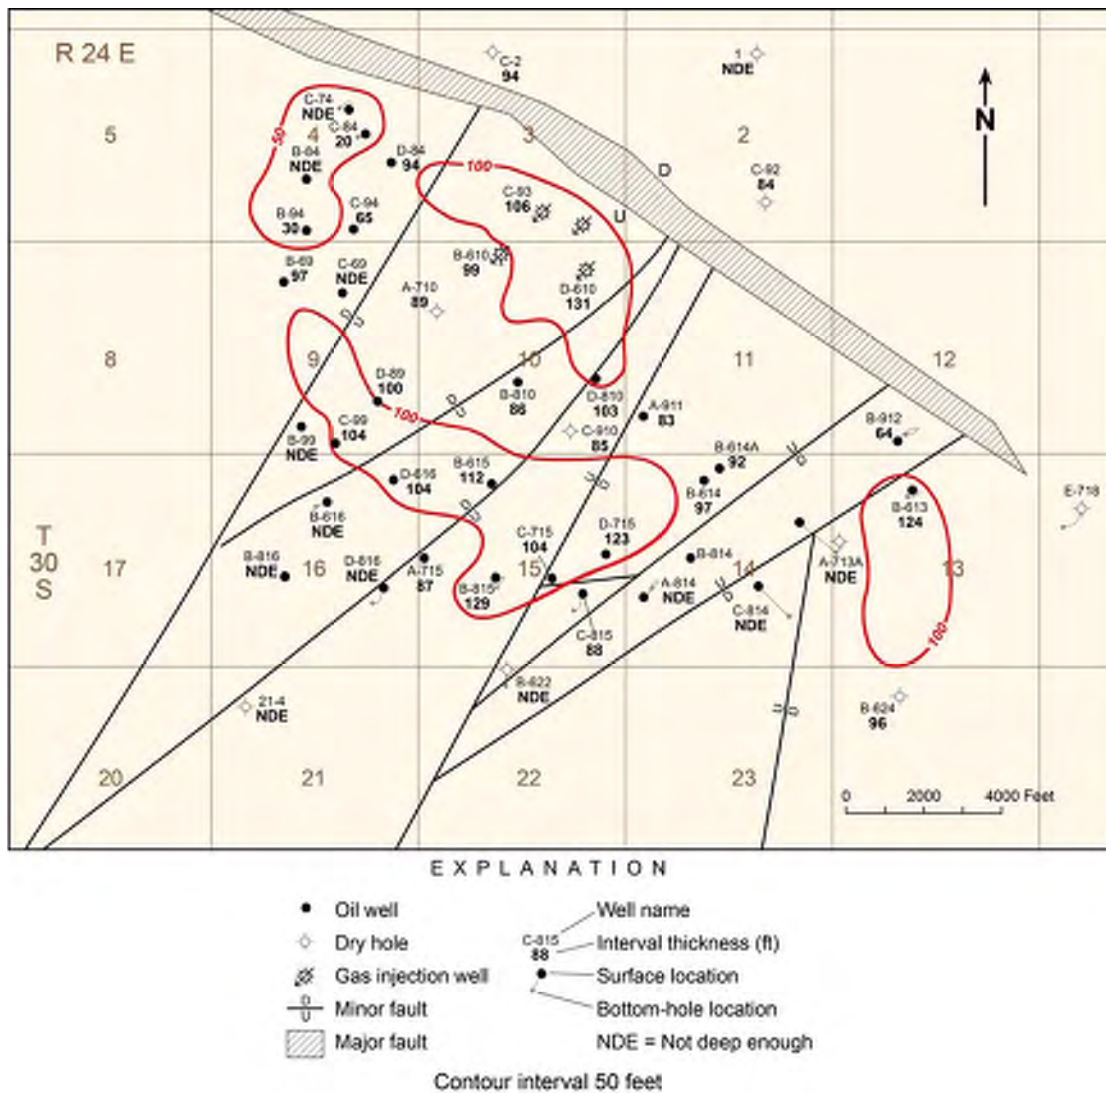 R 24 E
C-2
94
1
NDE
N
C-74
NDE
5
4
50
C-84
20
3
2
B-84
NDE
D-84
94
100
D
C-92
84
C-93
106
U
B-94
30
C-94
65
B-69
97
C-69
NDE
B-610
99
A-710
89
D-610
131
D
U
8
9
10
11
12
D-89
100
100
D
U
B-810
86
D-810
103
A-911
83
B-99
NDE
C-99
104
C-910
85
B-912
64
D
U
B-614A
92
D-616
104
B-615
112
D
U
B-614
97
B-613
124
E-718
B-616
NDE
D
U
T
30
S
C-715
104
D-715
123
A-713A
NDE
17
B-816
NDE
16
D-816
NDE
A-715
87
B-815
129
15
B-814
A-814
NDE
14
D
U
C-814
NDE
13
C-815
88
100
B-622
NDE
21-4
NDE
B-624
96
D
U
20
21
22
23
0 2000 4000 Feet
EXPLANATION
Oil well
Dry hole
Gas injection well
D
U
Minor fault
Major fault
C-815
88
Well name
Interval thickness (ft)
Surface location
Bottom-hole location
NDE = Not deep enough
Contour interval 50 feet